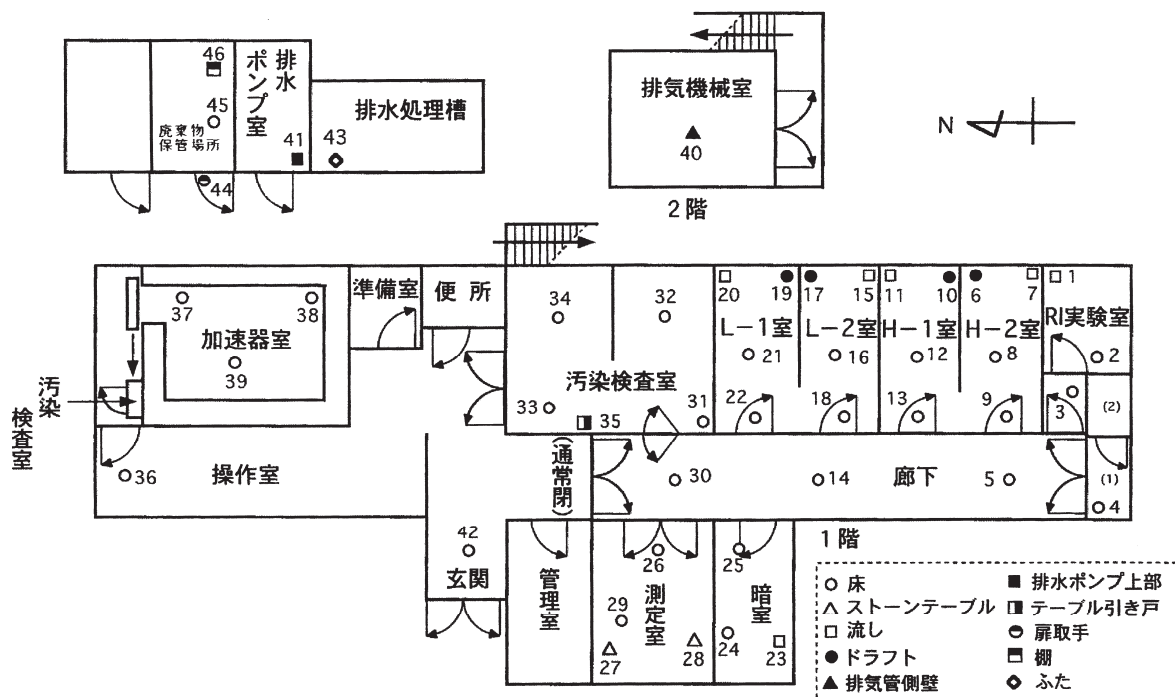 46
排水
ポンプ室
45
廃棄物
保管場所
41
43
排水処理槽
44
排気機械室
40
2階
N
準備室
便所
37
38
加速器室
39
汚染
検査室
36
操作室
34
32
汚染検査室
33
35
31
20
19
17
15
11
10
6
7
1
L-1室
L-2室
H-1室
H-2室
RI実験室
21
16
12
8
2
22
18
13
9
3
(2)
(通常閉)
30
14
廊下
5
(1)
4
1階
42
玄関
管理室
26
測定室
29
27
28
25
暗室
24
23
床
ストーンテーブル
流し
ドラフト
排気管側壁
排水ポンプ上部
テーブル引き戸
扉取手
棚
ふた